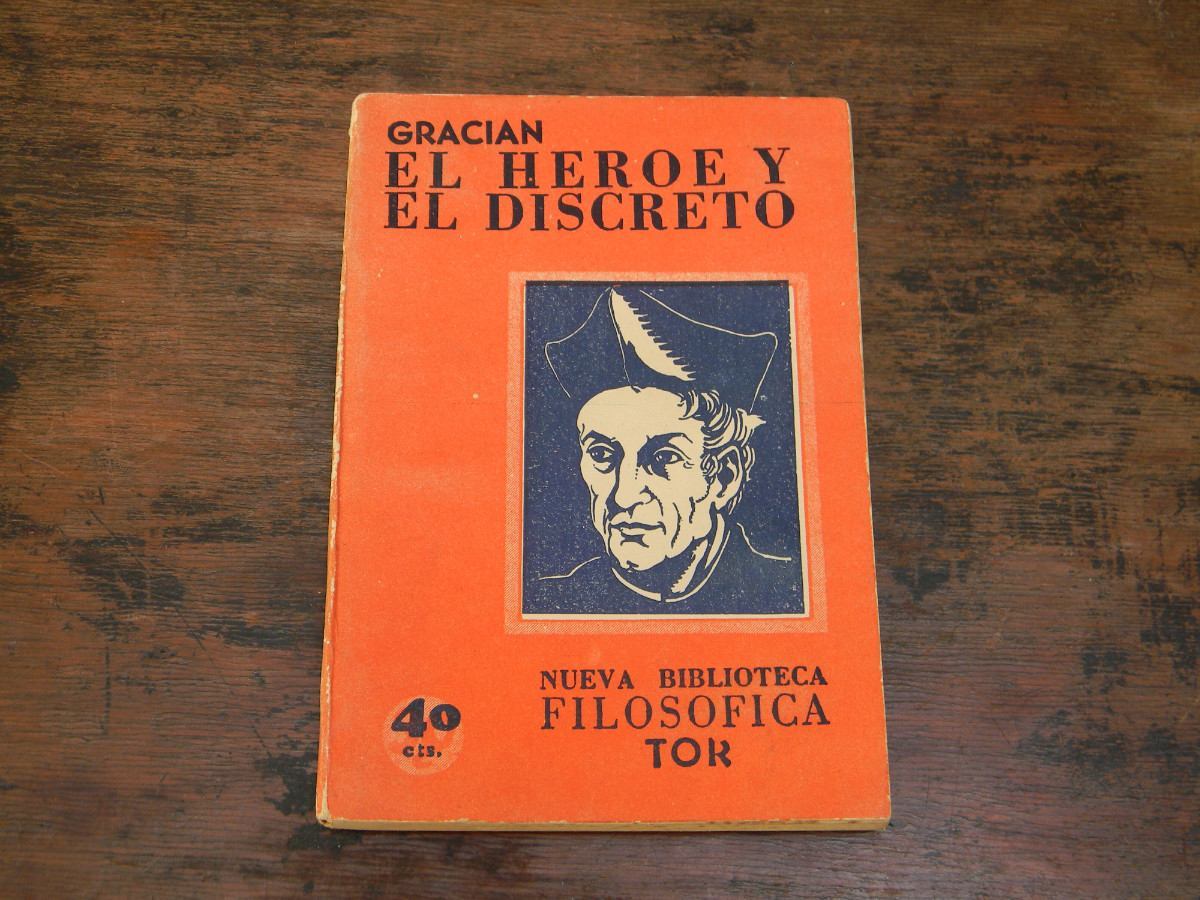 GRACIAN
EL HEROE Y
EL DISCRETO
NUEVA BIBLIOTECA
FILOSOFICA
TOR
40
cts.